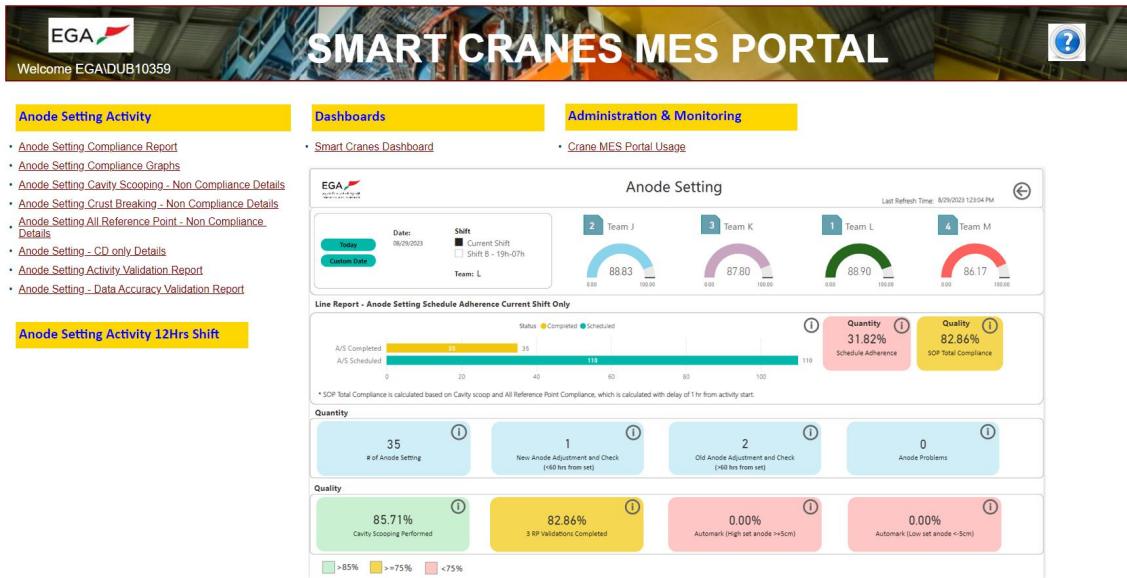 EGA
SMART CRANES MES PORTAL
?
Welcome EGA\DUB10359
Anode Setting Activity
• Anode Setting Compliance Report
• Anode Setting Compliance Graphs
• Anode Setting Cavity Scooping - Non Compliance Details
• Anode Setting Crust Breaking - Non Compliance Details
• Anode Setting All Reference Point - Non Compliance
Details
• Anode Setting - CD only Details
• Anode Setting Activity Validation Report
• Anode Setting - Data Accuracy Validation Report
Anode Setting Activity 12Hrs Shift
Dashboards
• Smart Cranes Dashboard
Administration & Monitoring
• Crane MES Portal Usage
EGA
Anode Setting
Last Refresh Time: 8/29/2023 1:23:04 PM
Today
Custom Date
Date:
08/29/2023
Shift
Current Shift
Shift B - 19h-07h
Team: L
2 Team J
88.83
0.00 100.00
3 Team K
87.80
0.00 100.00
1 Team L
88.90
0.00 100.00
4 Team M
86.17
0.00 100.00
Line Report - Anode Setting Schedule Adherence Current Shift Only
Status Completed Scheduled
A/S Completed 35 35
A/S Scheduled 110 110
0 20 40 60 80 100
Quantity
31.82%
Schedule Adherence
Quality
82.86%
SOP Total Compliance
* SOP Total Compliance is calculated based on Cavity scoop and All Reference Point Compliance, which is calculated with delay of 1 hr from activity start.
Quantity
35
# of Anode Setting
1
New Anode Adjustment and Check
(<60 hrs from set)
2
Old Anode Adjustment and Check
(>60 hrs from set)
0
Anode Problems
Quality
85.71%
Cavity Scooping Performed
82.86%
3 RP Validations Completed
0.00%
Automark (High set anode >+5cm)
0.00%
Automark (Low set anode <-5cm)
>85% >=75% <75%